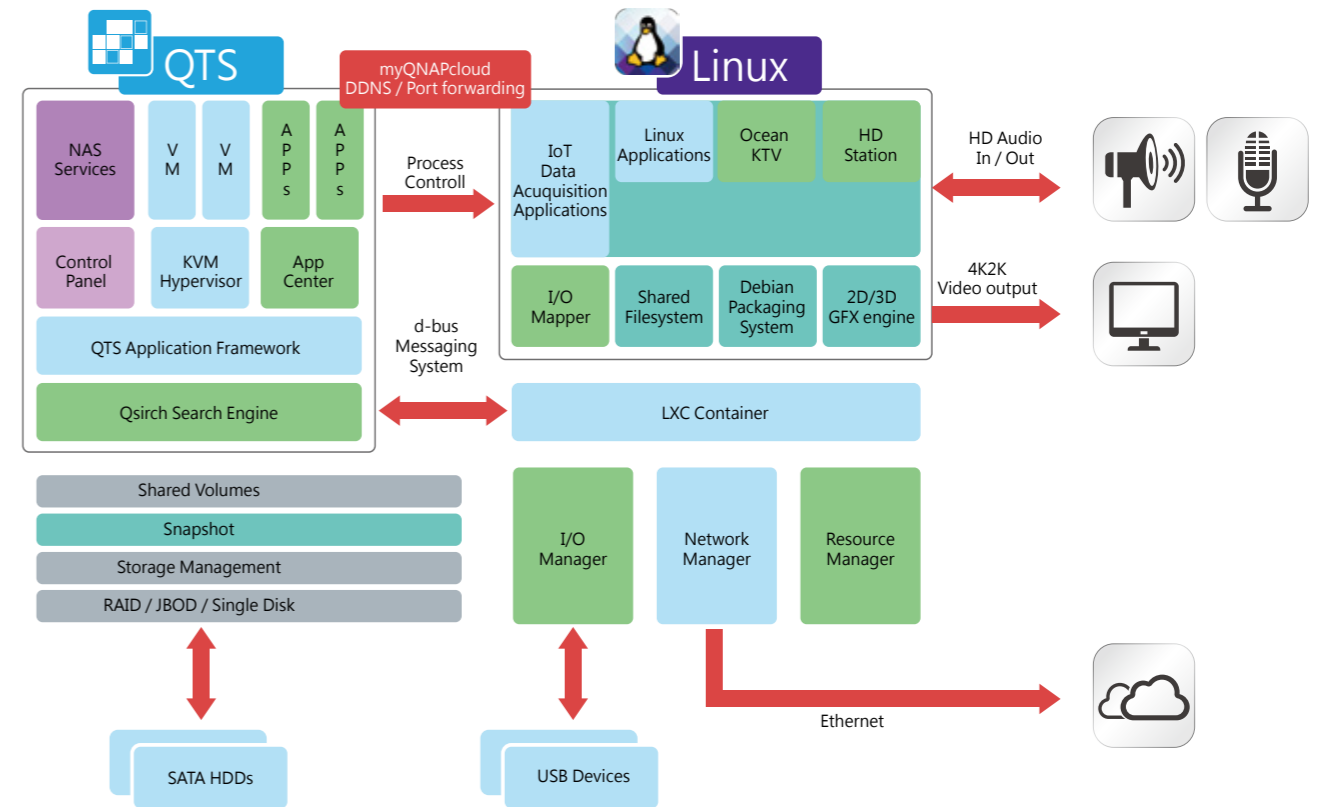 QTS
myQNAPcloud
DDNS / Port forwarding
Linux
NAS
Services
V
M
V
M
A
P
P
s
A
P
P
s
Process
Controll
IoT
Data
Acuquisition
Applications
Linux
Applications
Ocean
KTV
HD
Station
HD Audio
In / Out
Control
Panel
KVM
Hypervisor
App
Center
I/O
Mapper
Shared
Filesystem
Debian
Packaging
System
2D/3D
GFX engine
4K2K
Video output
QTS Application Framework
d-bus
Messaging
System
Qsirch Search Engine
LXC Container
Shared Volumes
Snapshot
Storage Management
RAID / JBOD / Single Disk
I/O
Manager
Network
Manager
Resource
Manager
Ethernet
SATA HDDs
USB Devices